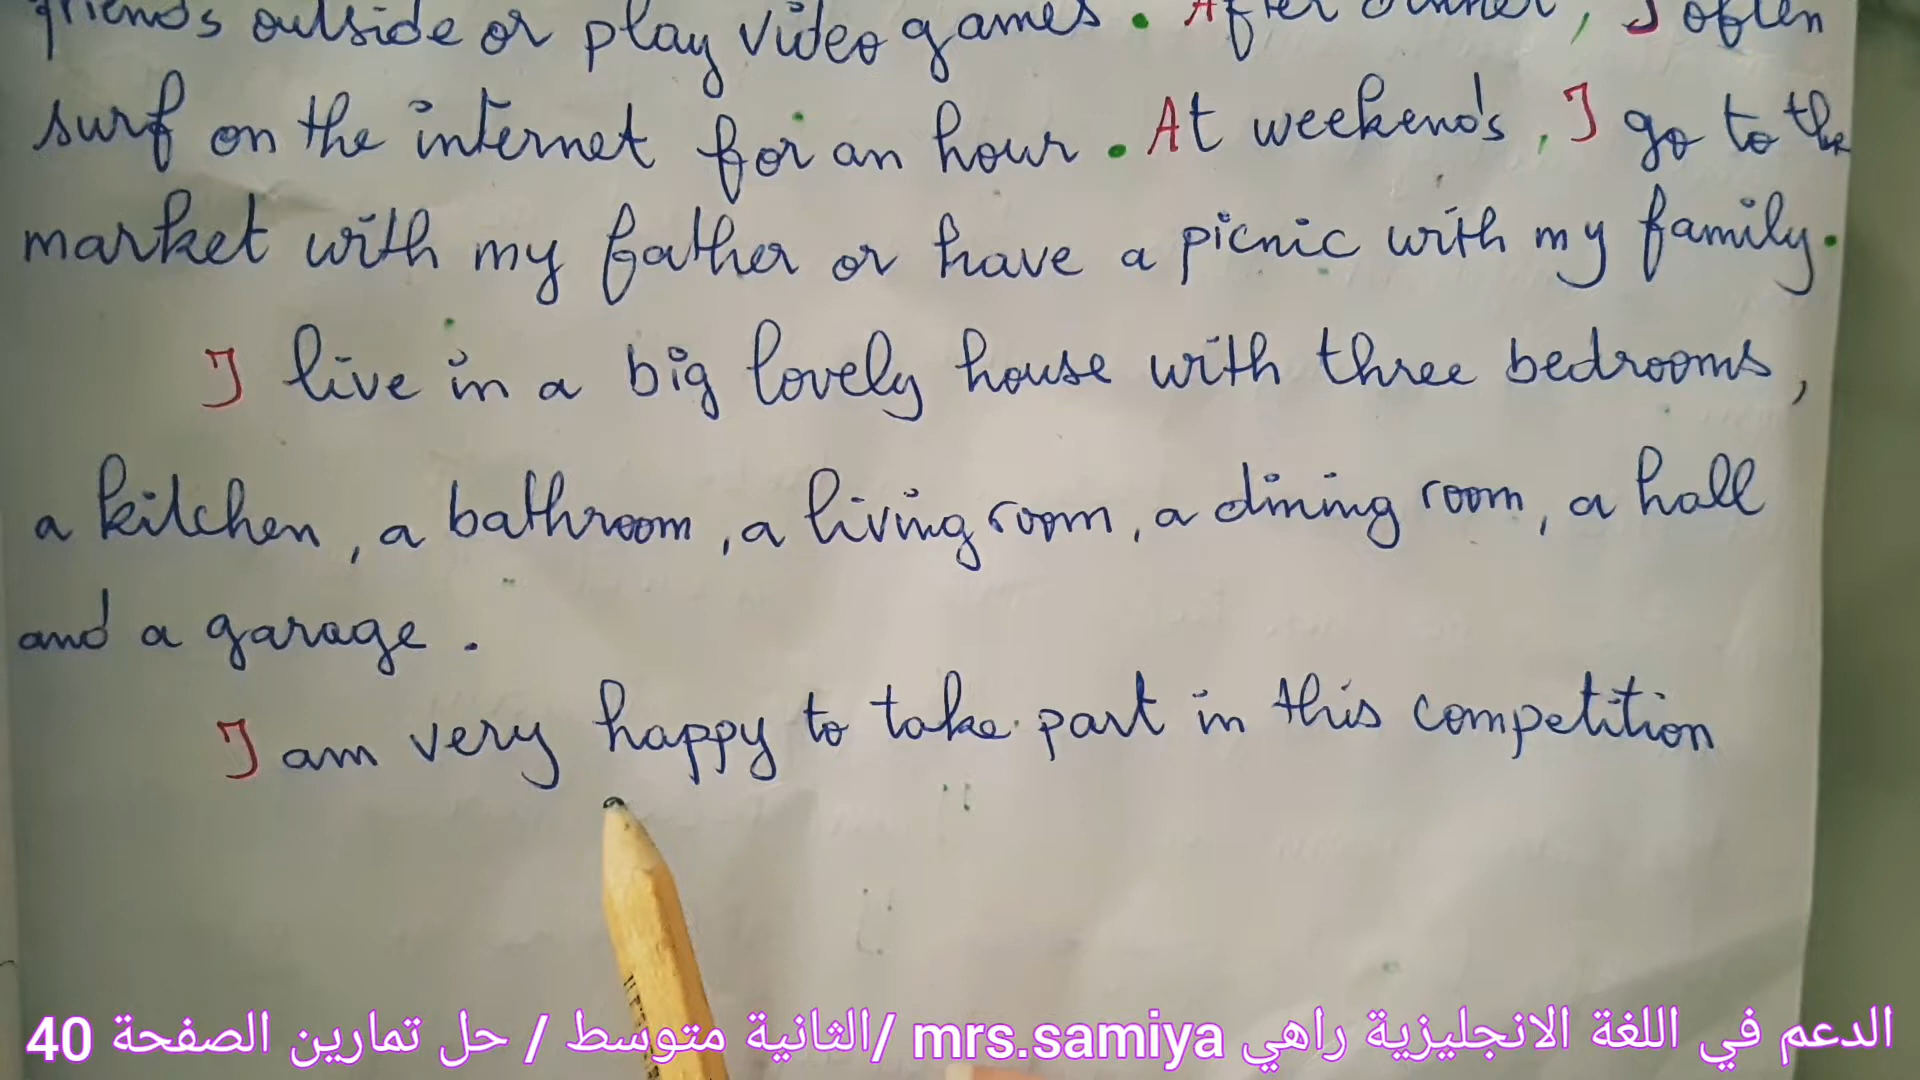 friends outside or play video games. After dinner, I often
surf on the internet for an hour. At weekends, I go to the
market with my father or have a picnic with my family.
I live in a big lovely house with three bedrooms,
a kitchen, a bathroom, a living room, a dining room, a hall
and a garage.
I am very happy to take part in this competition
الدعم في اللغة الانجليزية راهي mrs.samiya /الثانية متوسط / حل تمارين الصفحة 40